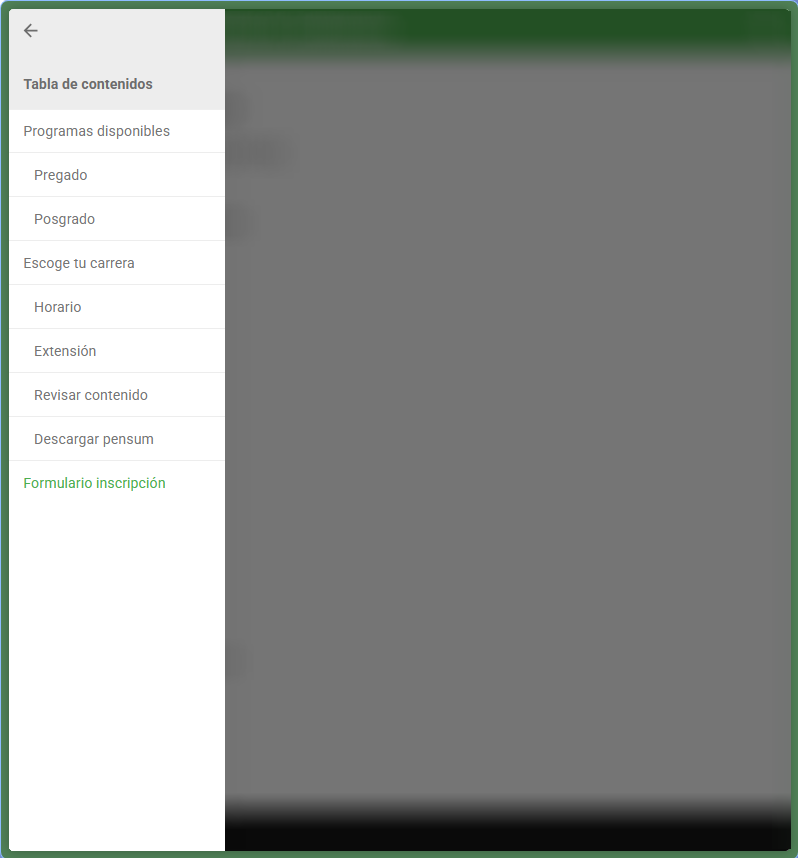 Tabla de contenidos
Programas disponibles
Pregado
Posgrado
Escoge tu carrera
Horario
Extensión
Revisar contenido
Descargar pensum
Formulario inscripción